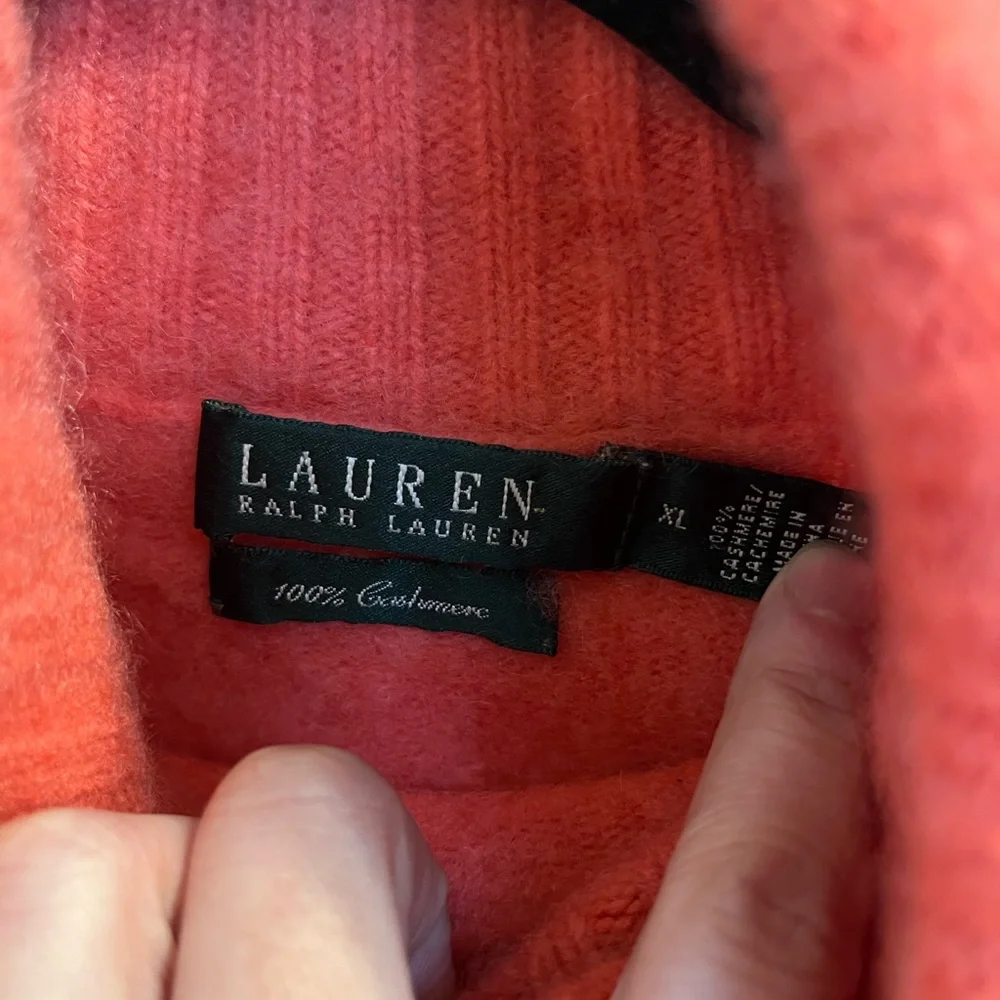 LAUREN
RALPH LAUREN
100% Cashmere
XL
100%
CASHMERE/
CACHEMIRE
MADE IN